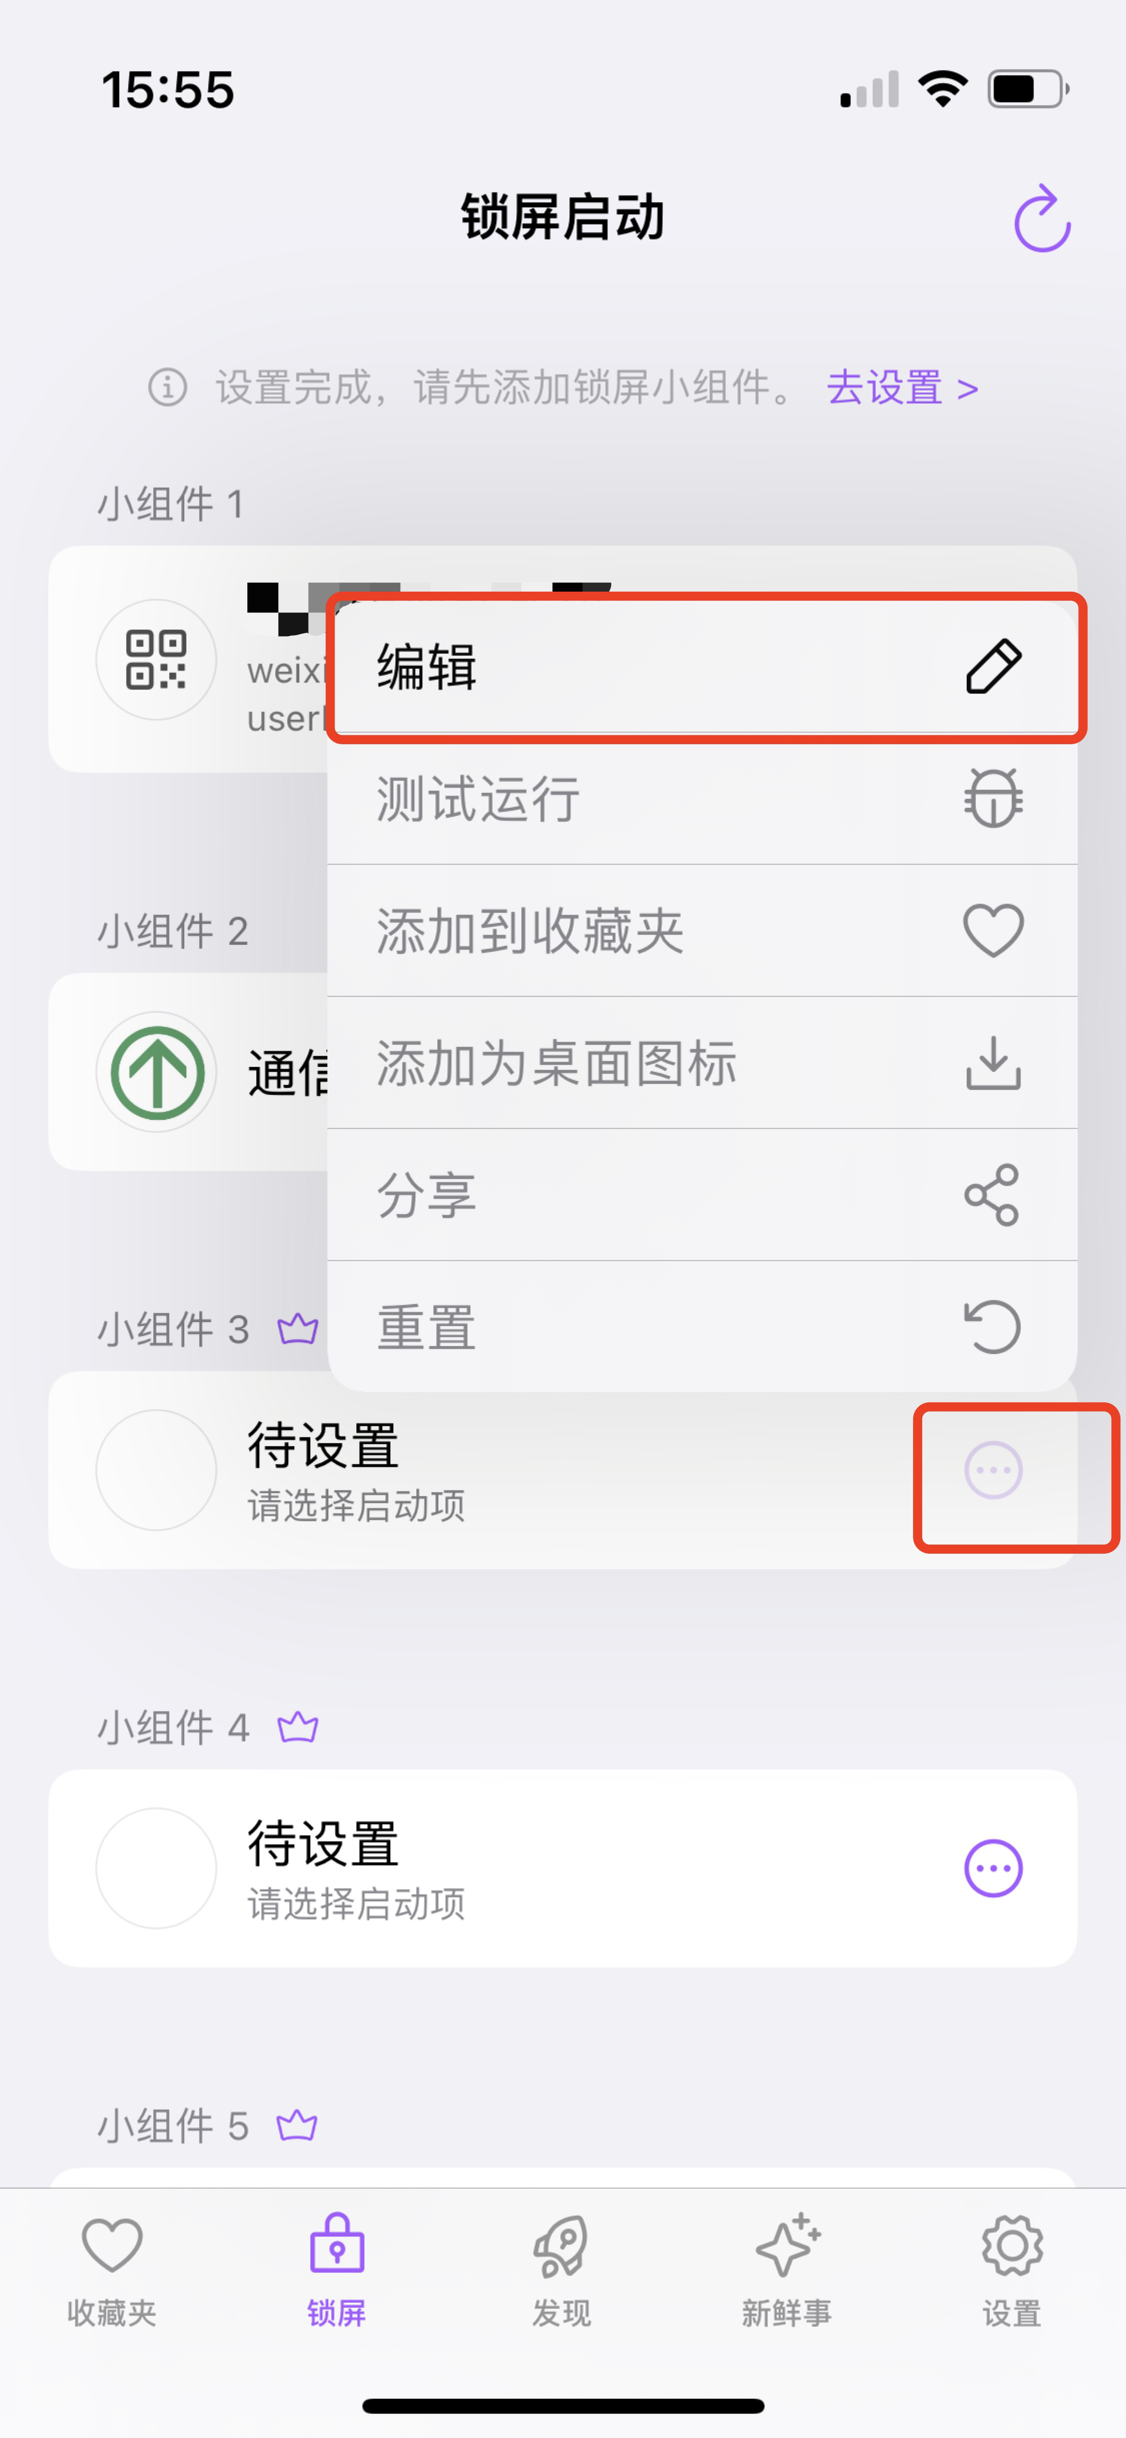 15:55
锁屏启动
设置完成，请先添加锁屏小组件。 去设置 >
小组件 1
weixi
user
编辑
测试运行
小组件 2
添加到收藏夹
通信
添加为桌面图标
分享
小组件 3
重置
待设置
请选择启动项
小组件 4
待设置
请选择启动项
小组件 5
收藏夹 锁屏 发现 新鲜事 设置